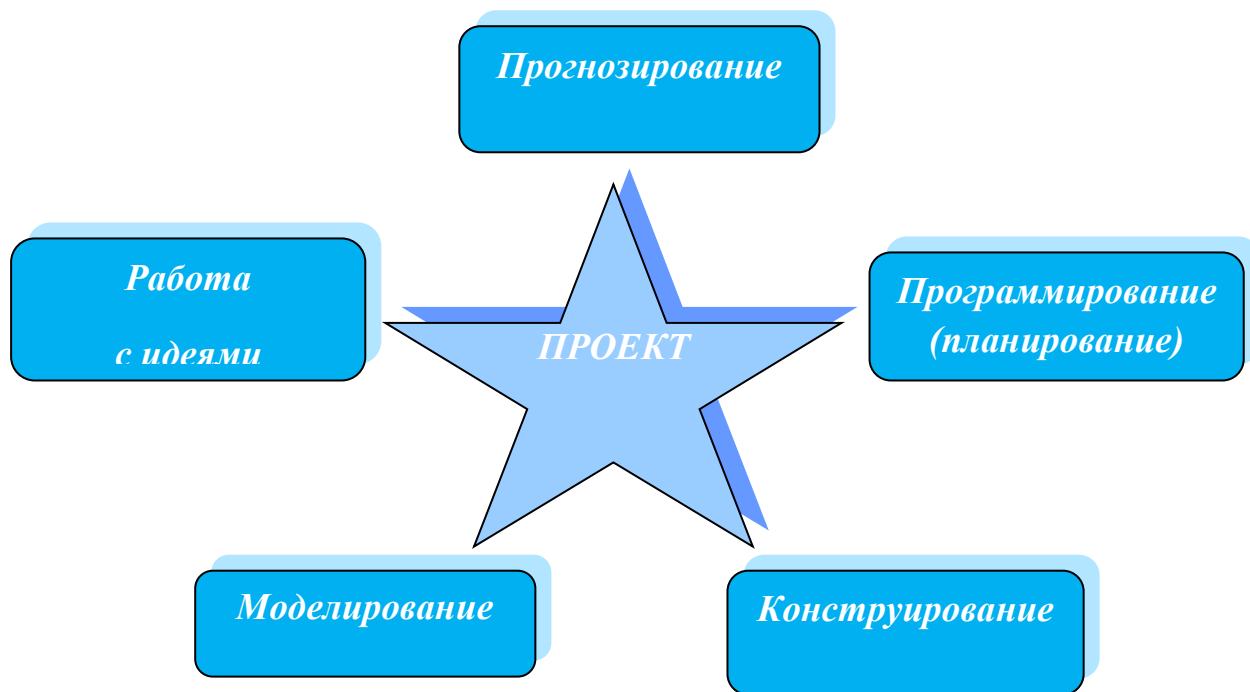 Прогнозирование
Работа
с идеями
Программирование
(планирование)
ПРОЕКТ
Моделирование
Конструирование